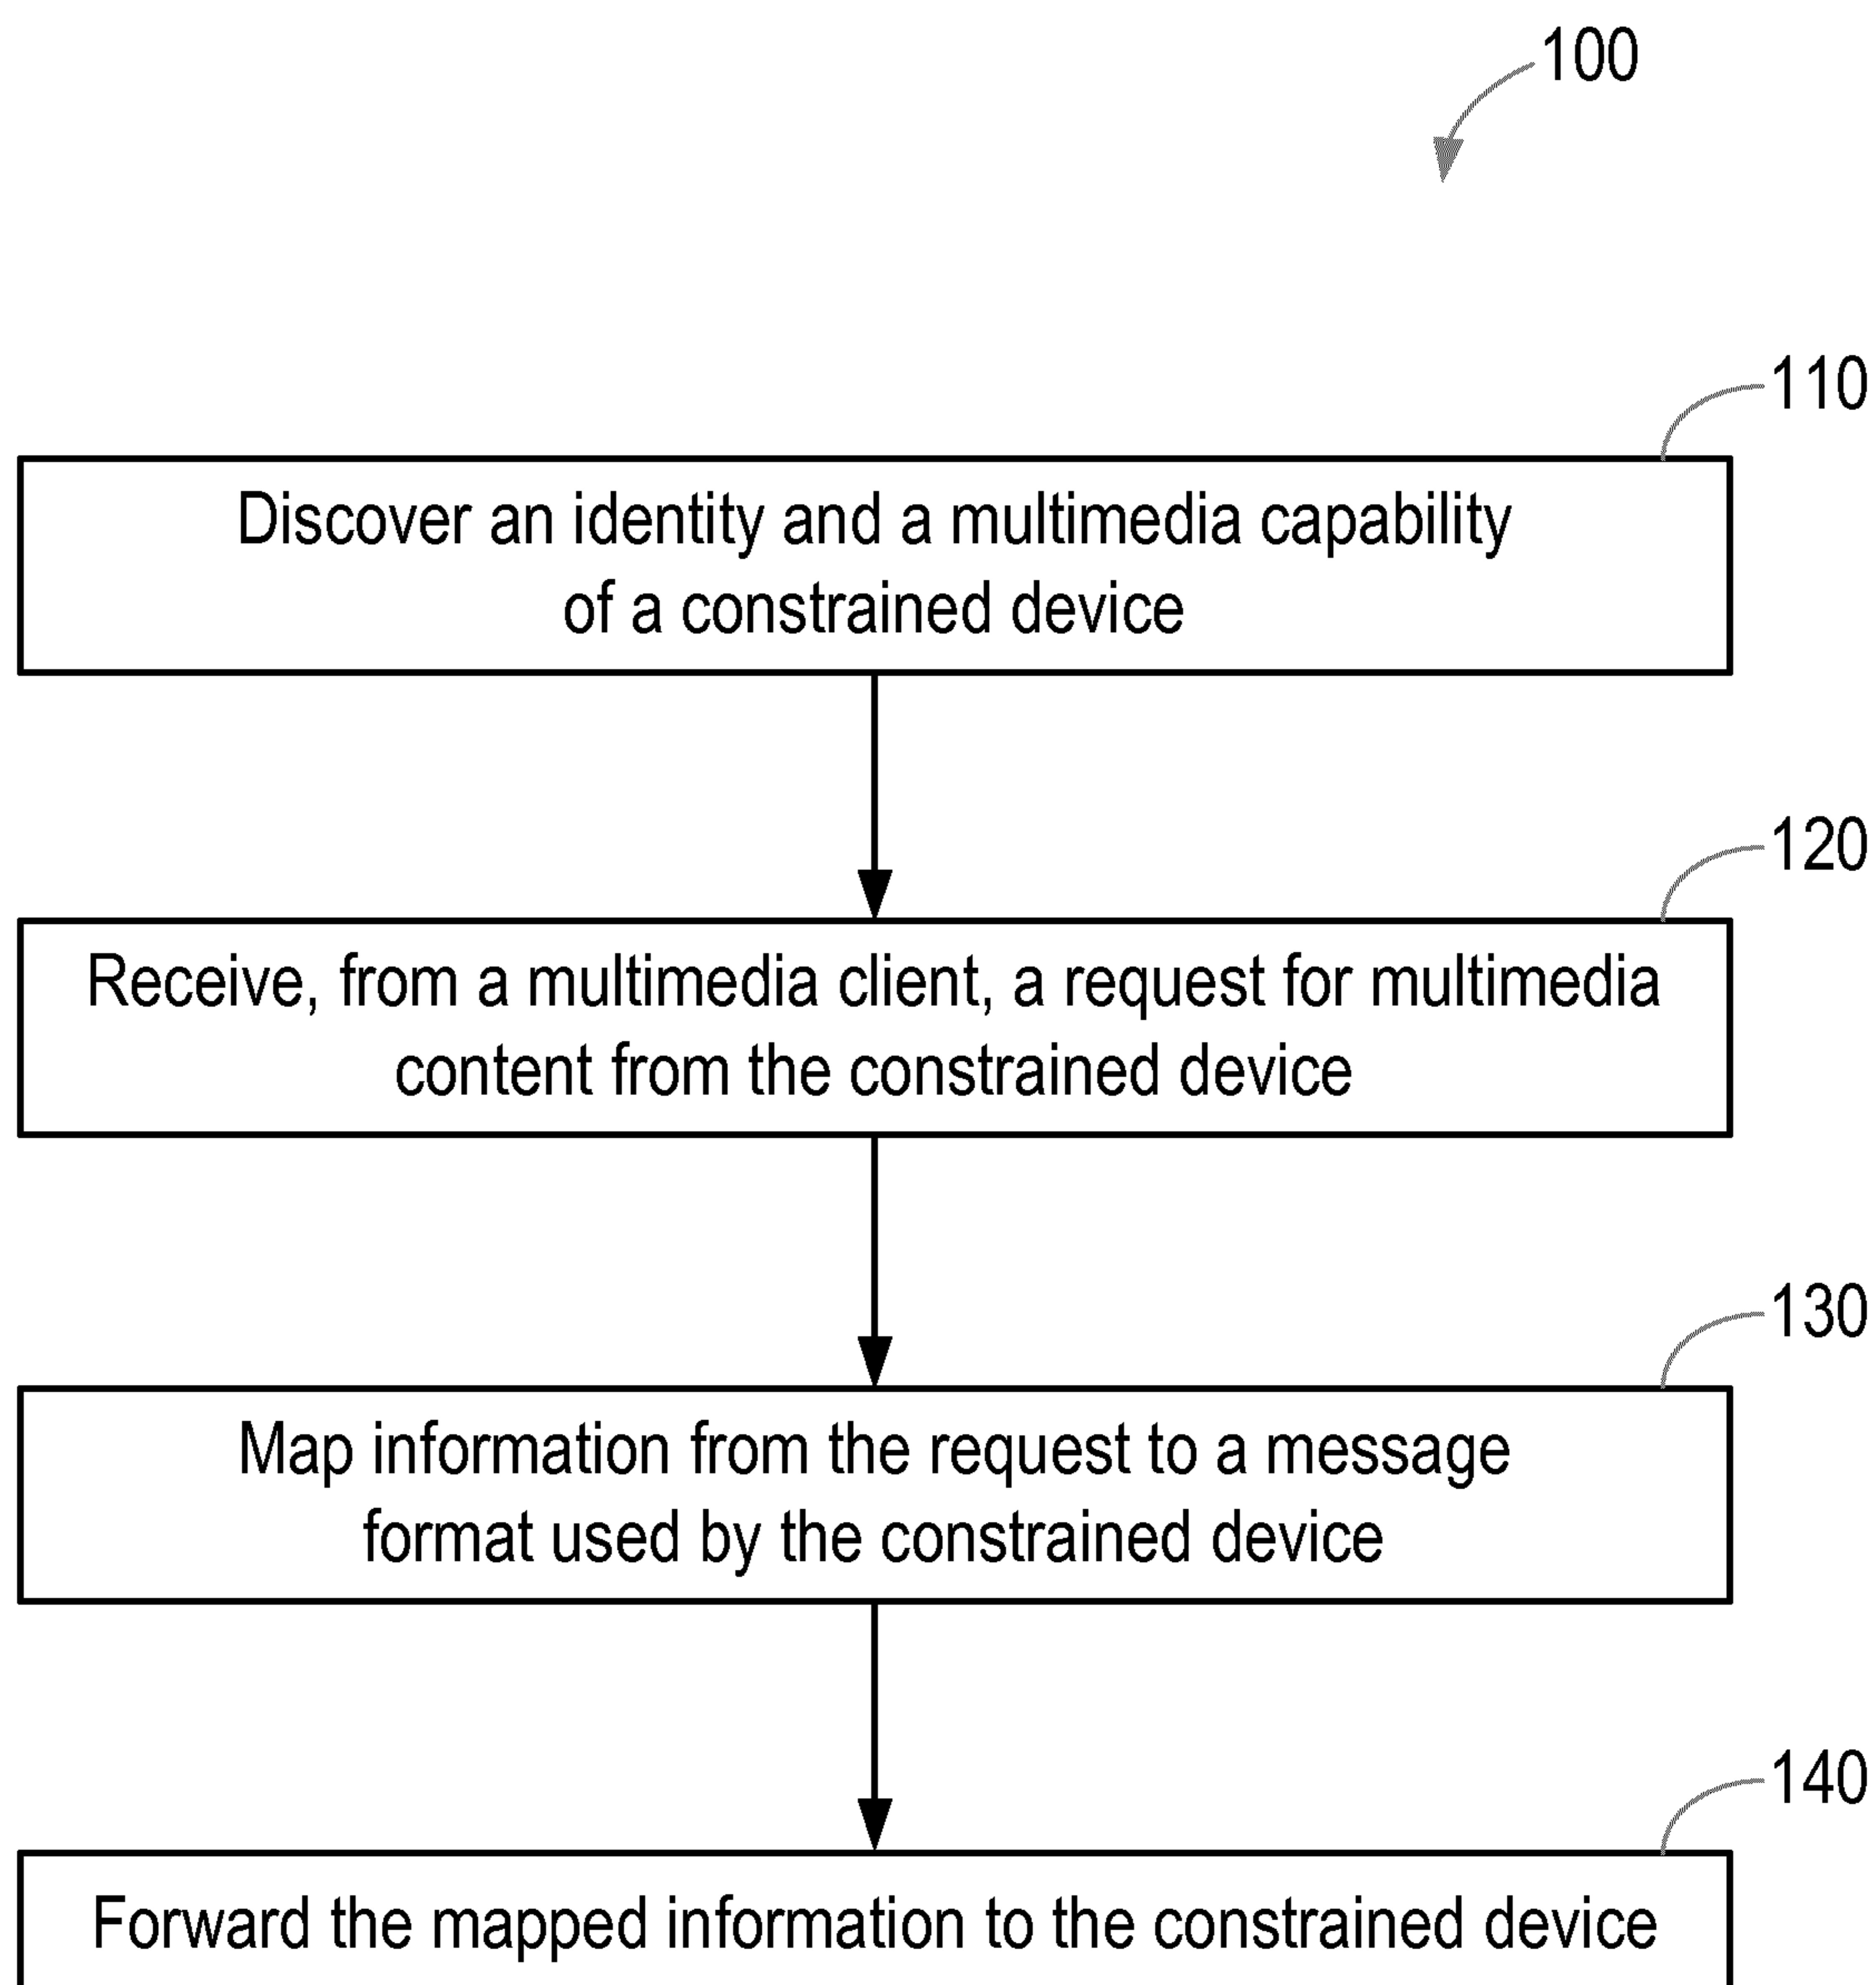 100
110
Discover an identity and a multimedia capability
of a constrained device
120
Receive, from a multimedia client, a request for multimedia
content from the constrained device
130
Map information from the request to a message
format used by the constrained device
140
Forward the mapped information to the constrained device